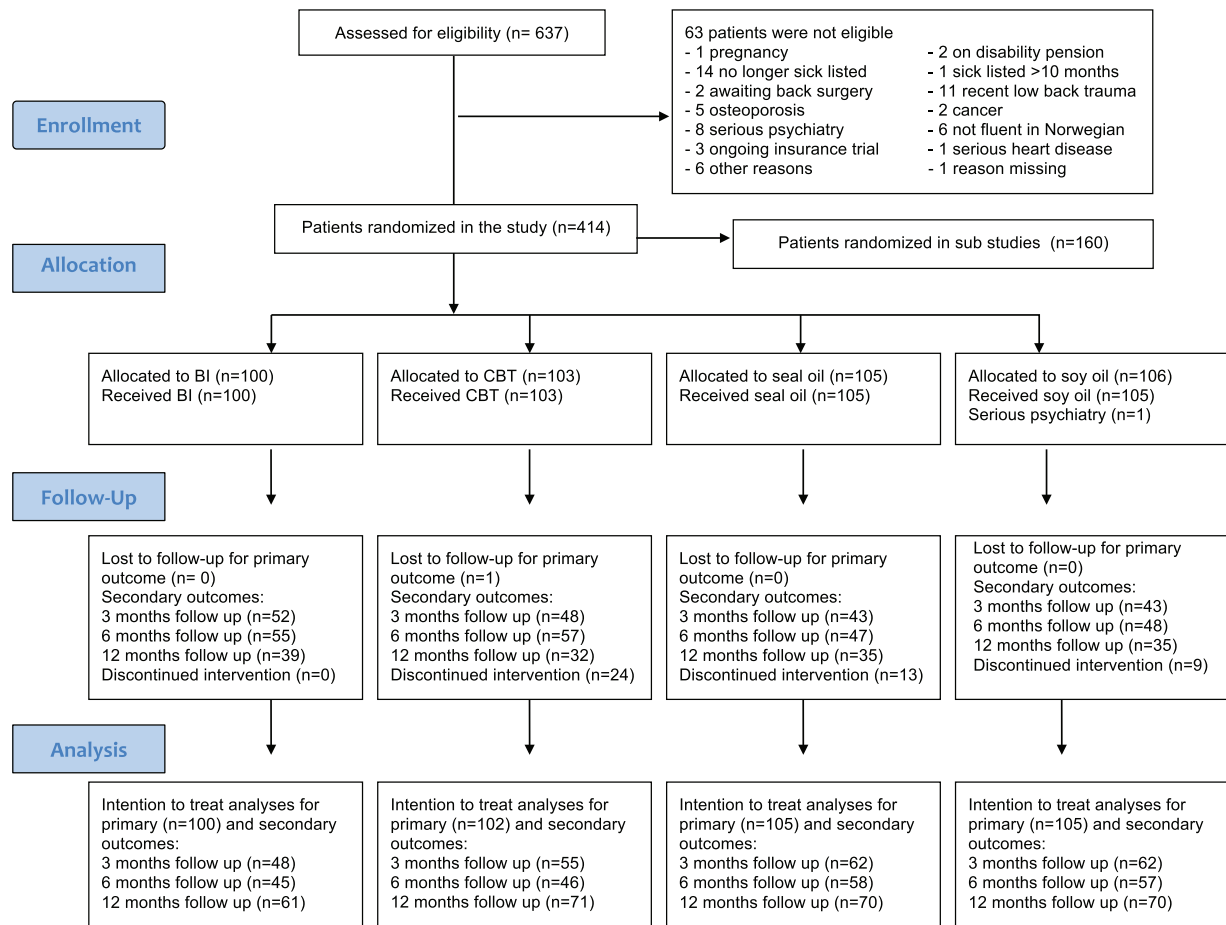 Assessed for eligibility (n= 637)
63 patients were not eligible
- 1 pregnancy
- 14 no longer sick listed
- 2 awaiting back surgery
- 5 osteoporosis
- 8 serious psychiatry
- 3 ongoing insurance trial
- 6 other reasons
- 2 on disability pension
- 1 sick listed >10 months
- 11 recent low back trauma
- 2 cancer
- 6 not fluent in Norwegian
- 1 serious heart disease
- 1 reason missing
Enrollment
Patients randomized in the study (n=414)
Patients randomized in sub studies (n=160)
Allocation
Allocated to BI (n=100)
Received BI (n=100)
Allocated to CBT (n=103)
Received CBT (n=103)
Allocated to seal oil (n=105)
Received seal oil (n=105)
Allocated to soy oil (n=106)
Received soy oil (n=105)
Serious psychiatry (n=1)
Follow-Up
Lost to follow-up for primary
outcome (n= 0)
Secondary outcomes:
3 months follow up (n=52)
6 months follow up (n=55)
12 months follow up (n=39)
Discontinued intervention (n=0)
Lost to follow-up for primary
outcome (n=1)
Secondary outcomes:
3 months follow up (n=48)
6 months follow up (n=57)
12 months follow up (n=32)
Discontinued intervention (n=24)
Lost to follow-up for primary
outcome (n=0)
Secondary outcomes:
3 months follow up (n=43)
6 months follow up (n=47)
12 months follow up (n=35)
Discontinued intervention (n=13)
Lost to follow-up for primary
outcome (n=0)
Secondary outcomes:
3 months follow up (n=43)
6 months follow up (n=48)
12 months follow up (n=35)
Discontinued intervention (n=9)
Analysis
Intention to treat analyses for
primary (n=100) and secondary
outcomes:
3 months follow up (n=48)
6 months follow up (n=45)
12 months follow up (n=61)
Intention to treat analyses for
primary (n=102) and secondary
outcomes:
3 months follow up (n=55)
6 months follow up (n=46)
12 months follow up (n=71)
Intention to treat analyses for
primary (n=105) and secondary
outcomes:
3 months follow up (n=62)
6 months follow up (n=58)
12 months follow up (n=70)
Intention to treat analyses for
primary (n=105) and secondary
outcomes:
3 months follow up (n=62)
6 months follow up (n=57)
12 months follow up (n=70)